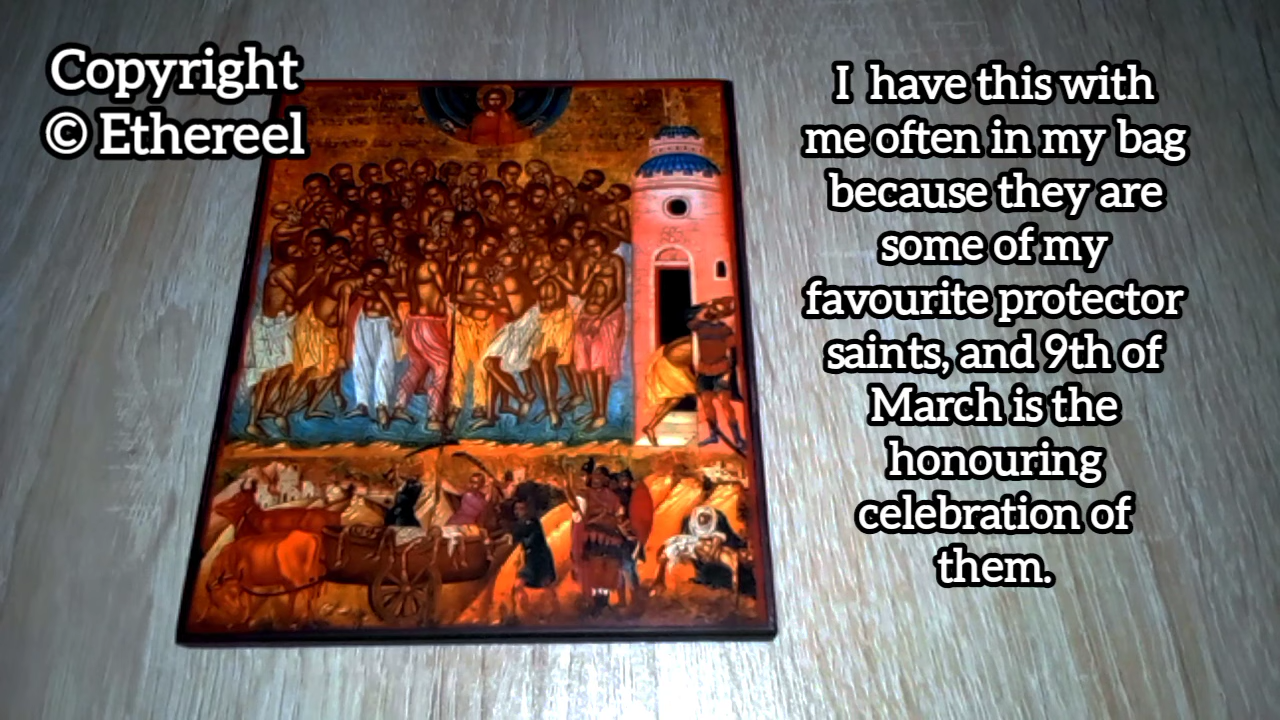 Copyright
© Ethereel
I have this with
me often in my bag
because they are
some of my
favourite protector
saints, and 9th of
March is the
honouring
celebration of
them.